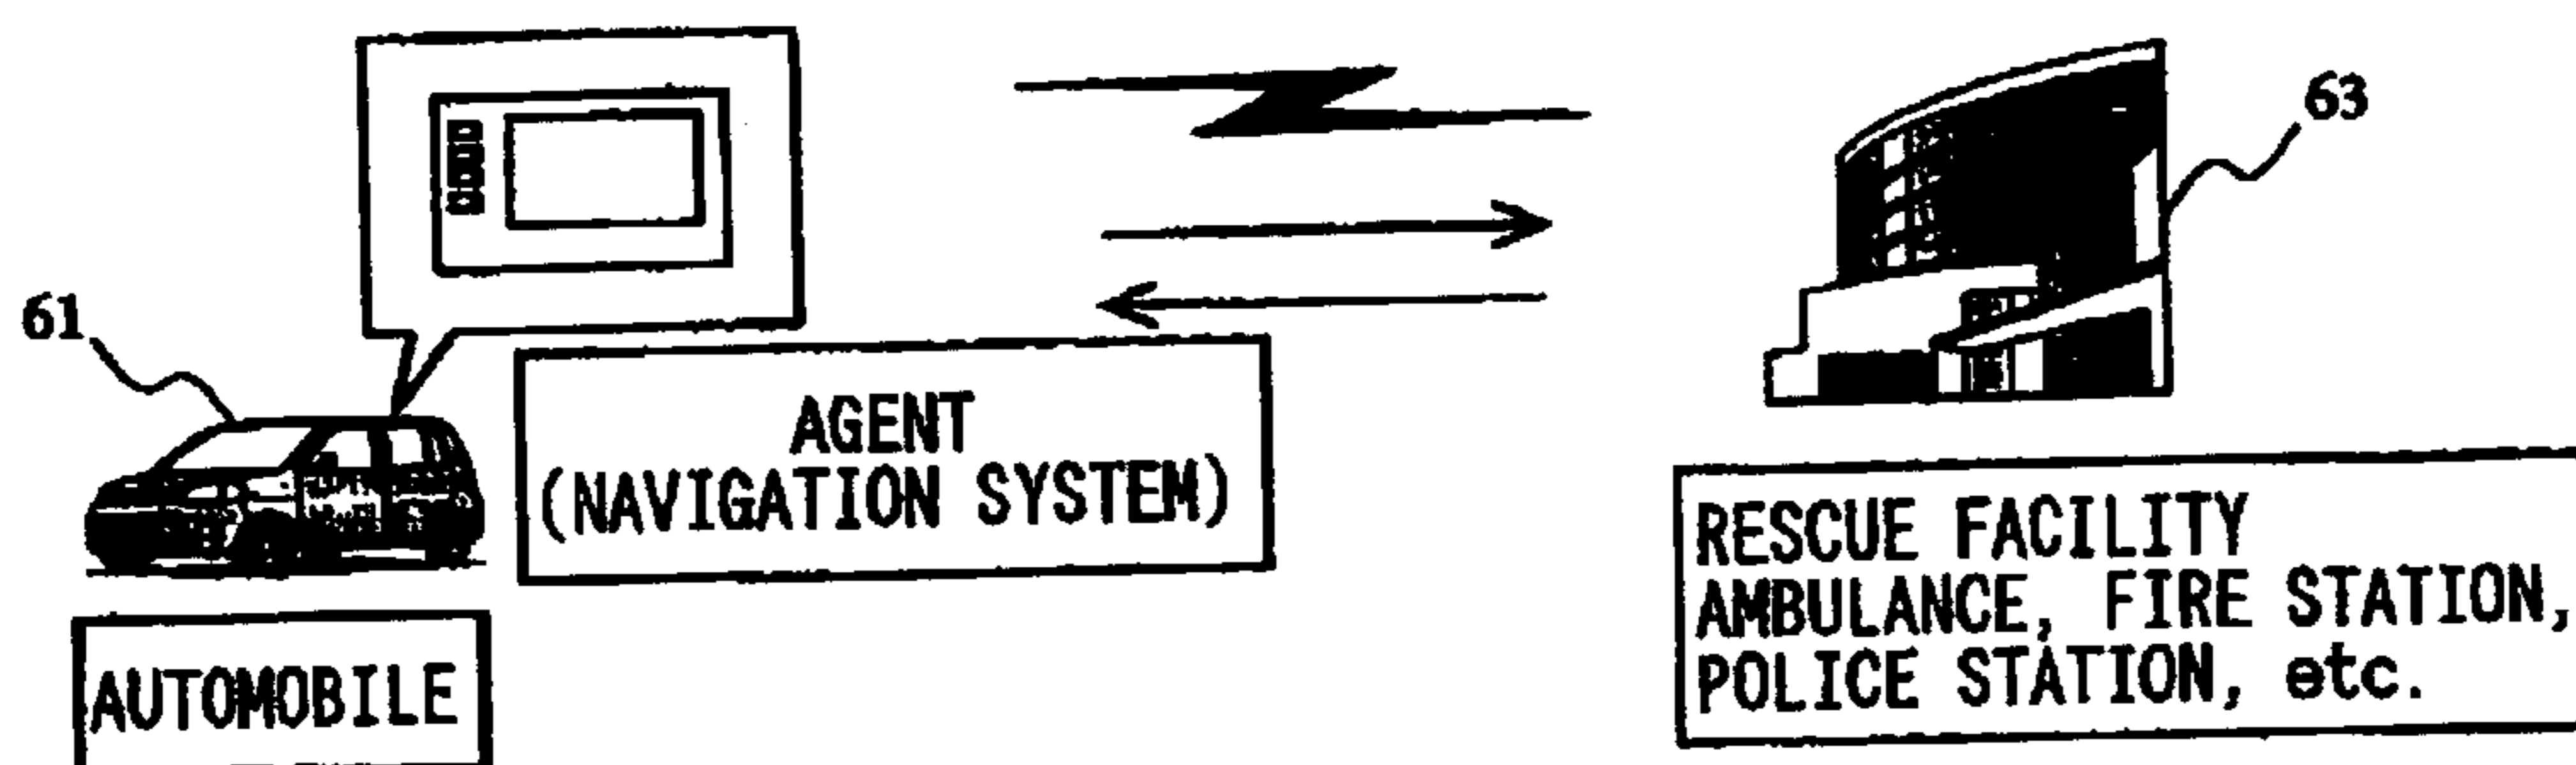 63
61
AGENT
(NAVIGATION SYSTEM)
AUTOMOBILE
RESCUE FACILITY
AMBULANCE, FIRE STATION,
POLICE STATION, etc.